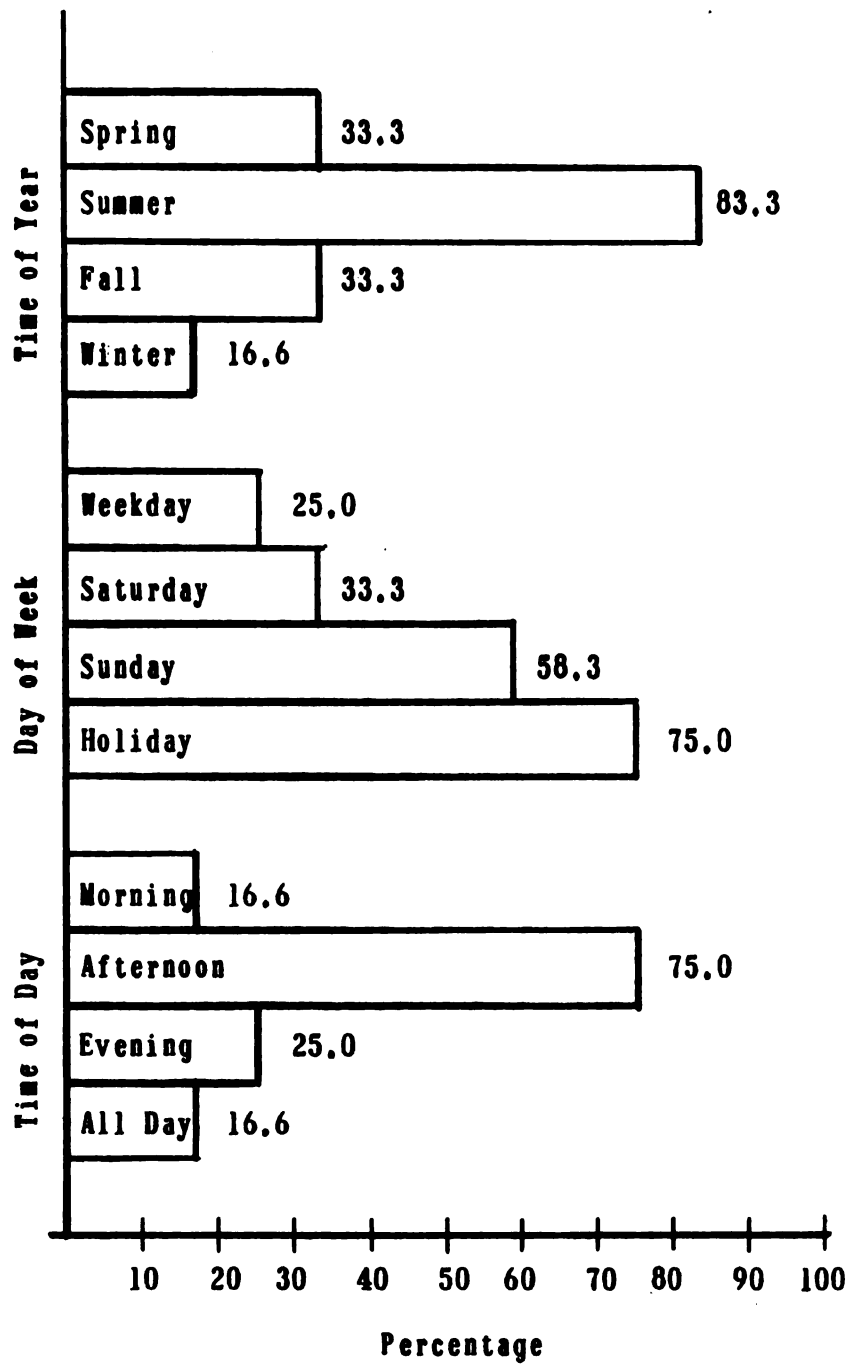 Time of Year
Spring 33.3
Summer 83.3
Fall 33.3
Winter 16.6
Day of Week
Weekday 25.0
Saturday 33.3
Sunday 58.3
Holiday 75.0
Time of Day
Morning 16.6
Afternoon 75.0
Evening 25.0
All Day 16.6
10 20 30 40 50 60 70 80 90 100
Percentage